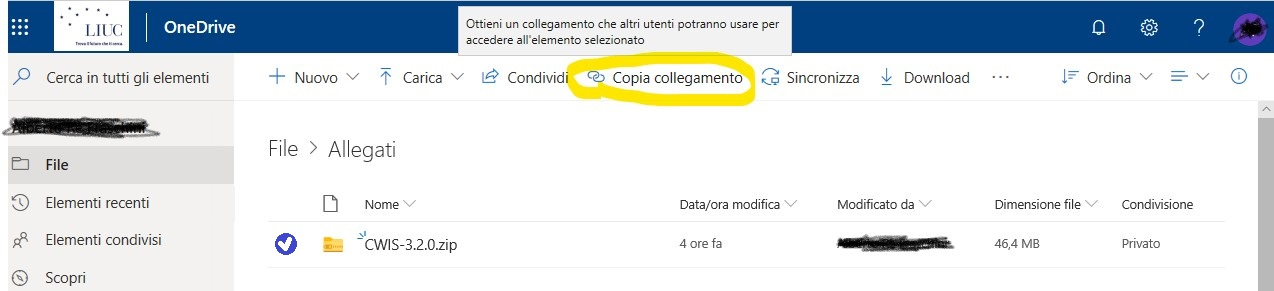 LIUC
OneDrive
Ottieni un collegamento che altri utenti potranno usare per
accedere all'elemento selezionato
Cerca in tutti gli elementi
Nuovo
Carica
Condividi
Copia collegamento
Sincronizza
Download
Ordina
File
Elementi recenti
Elementi condivisi
Scopri
File > Allegati
Nome
Data/ora modifica
Modificato da
Dimensione file
Condivisione
CWIS-3.2.0.zip
4 ore fa
46,4 MB
Privato